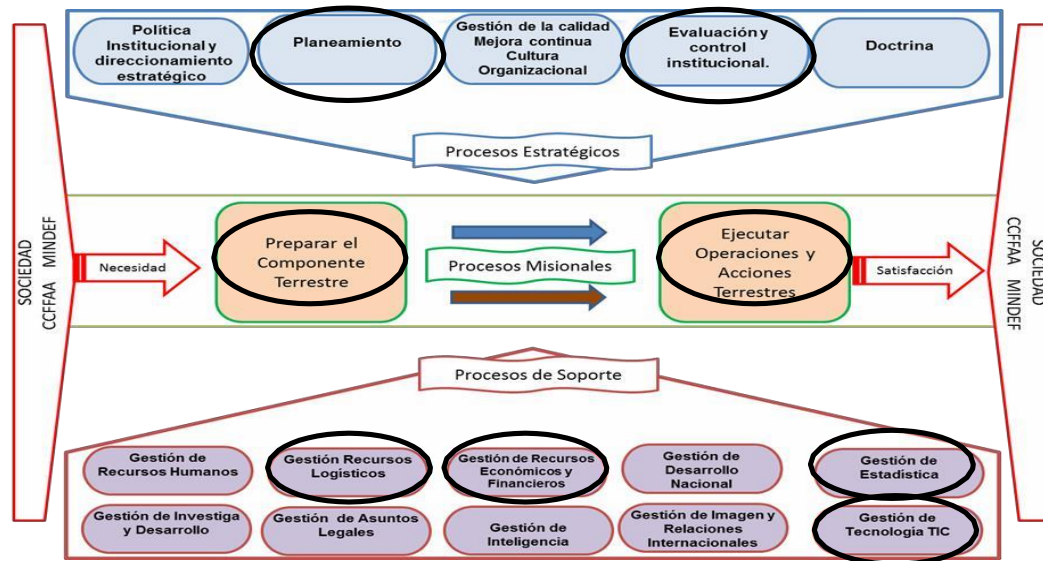 Política
Institucional y
direccionamiento
estratégico
Planeamiento
Gestión de la calidad
Mejora continua
Cultura
Organizacional
Evaluación y
control
institucional.
Doctrina
Procesos Estratégicos
SOCIEDAD
CCFFAA MINDEF
Necesidad
Preparar el
Componente
Terrestre
Procesos Misionales
Ejecutar
Operaciones y
Acciones
Terrestres
Satisfacción
SOCIEDAD
CCFFAA MINDEF
Procesos de Soporte
Gestión de
Recursos Humanos
Gestión Recursos
Logísticos
Gestión de Recursos
Económicos y
Financieros
Gestión de
Desarrollo
Nacional
Gestión de
Estadística
Gestión de Investiga
y Desarrollo
Gestión de Asuntos
Legales
Gestión de
Inteligencia
Gestión de Imagen y
Relaciones
Internacionales
Gestión de
Tecnología TIC